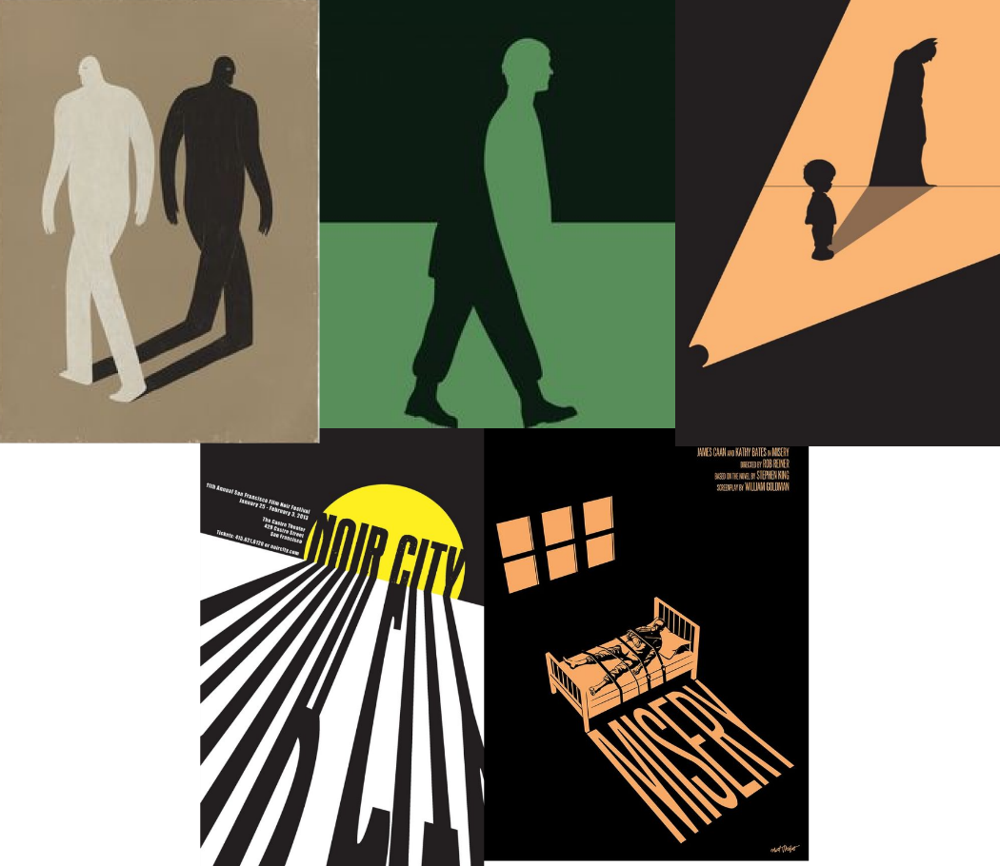 11th Annual San Francisco Film Noir Festival
January 25 - February 3, 2013
The Castro Theater
429 Castro Street
San Francisco
Tickets: 415.621.6120 or noircity.com
NOIR CITY
JAMES CAAN AND KATHY BATES IN MISERY
DIRECTED BY ROB REINER
BASED ON THE NOVEL BY STEPHEN KING
SCREENPLAY BY WILLIAM GOLDMAN
MISERY